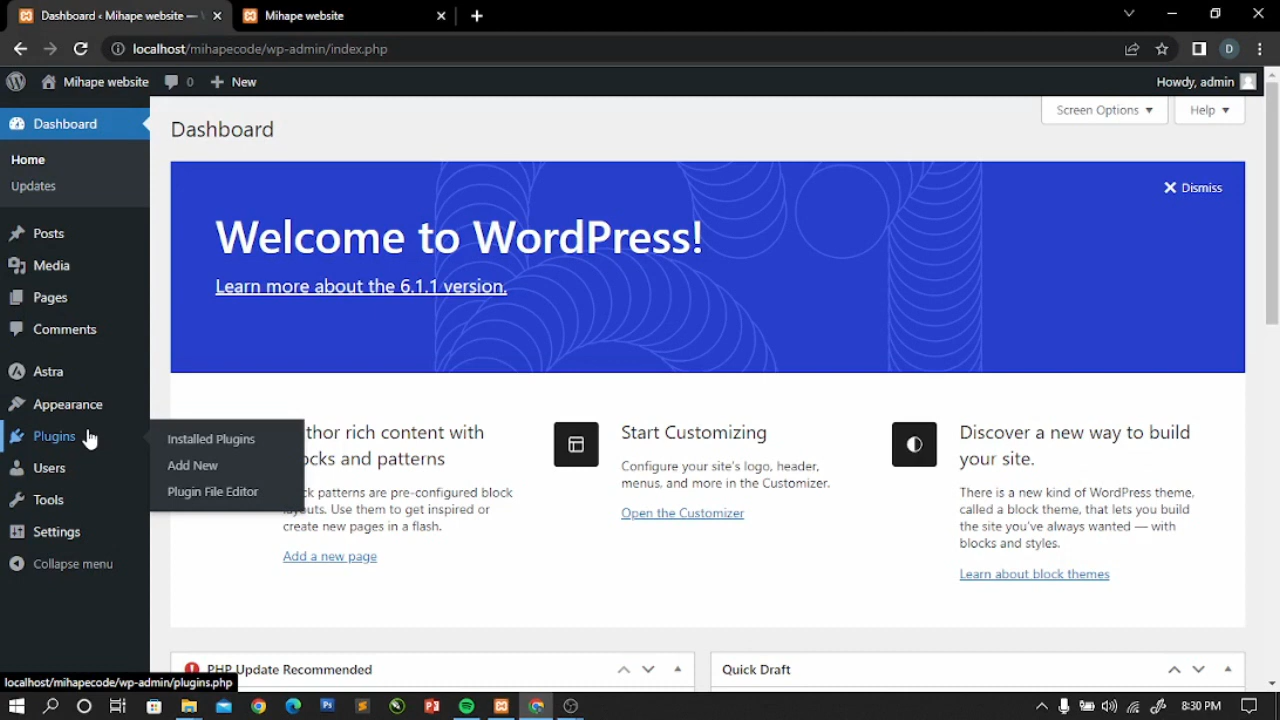 Dashboard ‹ Mihape website — \
Mihape website
localhost/mihapecode/wp-admin/index.php
D
Mihape website
0
New
Howdy, admin
Dashboard
Home
Updates
Posts
Media
Pages
Comments
Astra
Appearance
Plugins
Users
Tools
Settings
Collapse menu
Installed Plugins
Add New
Plugin File Editor
Screen Options
Help
Dashboard
Dismiss
Welcome to WordPress!
Learn more about the 6.1.1 version.
thor rich content with
ocks and patterns
ck patterns are pre-configured block
layouts. Use them to get inspired or
create new pages in a flash.
Add a new page
Start Customizing
Configure your site's logo, header,
menus, and more in the Customizer.
Open the Customizer
Discover a new way to build
your site.
There is a new kind of WordPress theme,
called a block theme, that lets you build
the site you've always wanted — with
blocks and styles.
Learn about block themes
PHP Update Recommended
Quick Draft
localhost/mihapecode/wp-admin/plugins.php
8:30 PM